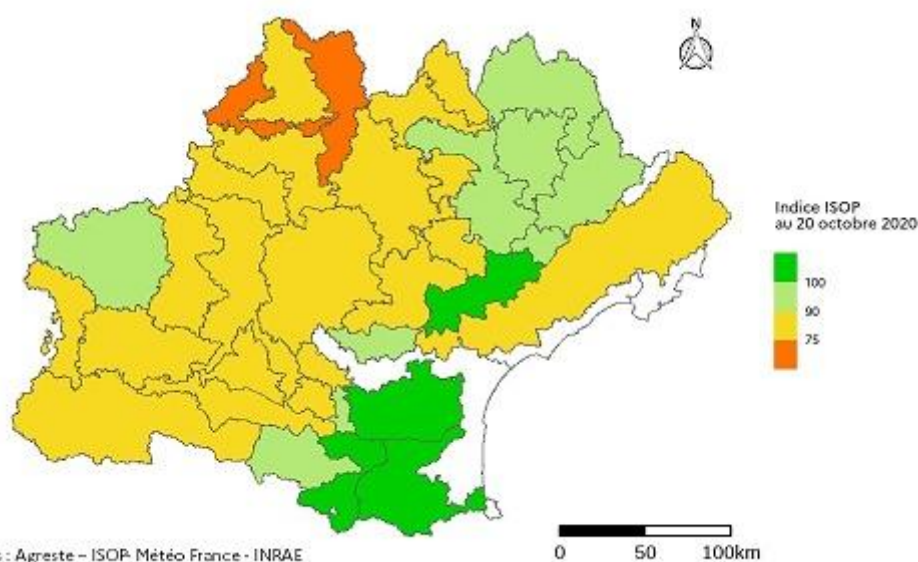 N
Indice ISOP
au 20 octobre 2020
100
90
75
: Agreste – ISOP- Météo France - INRAE
0 50 100km